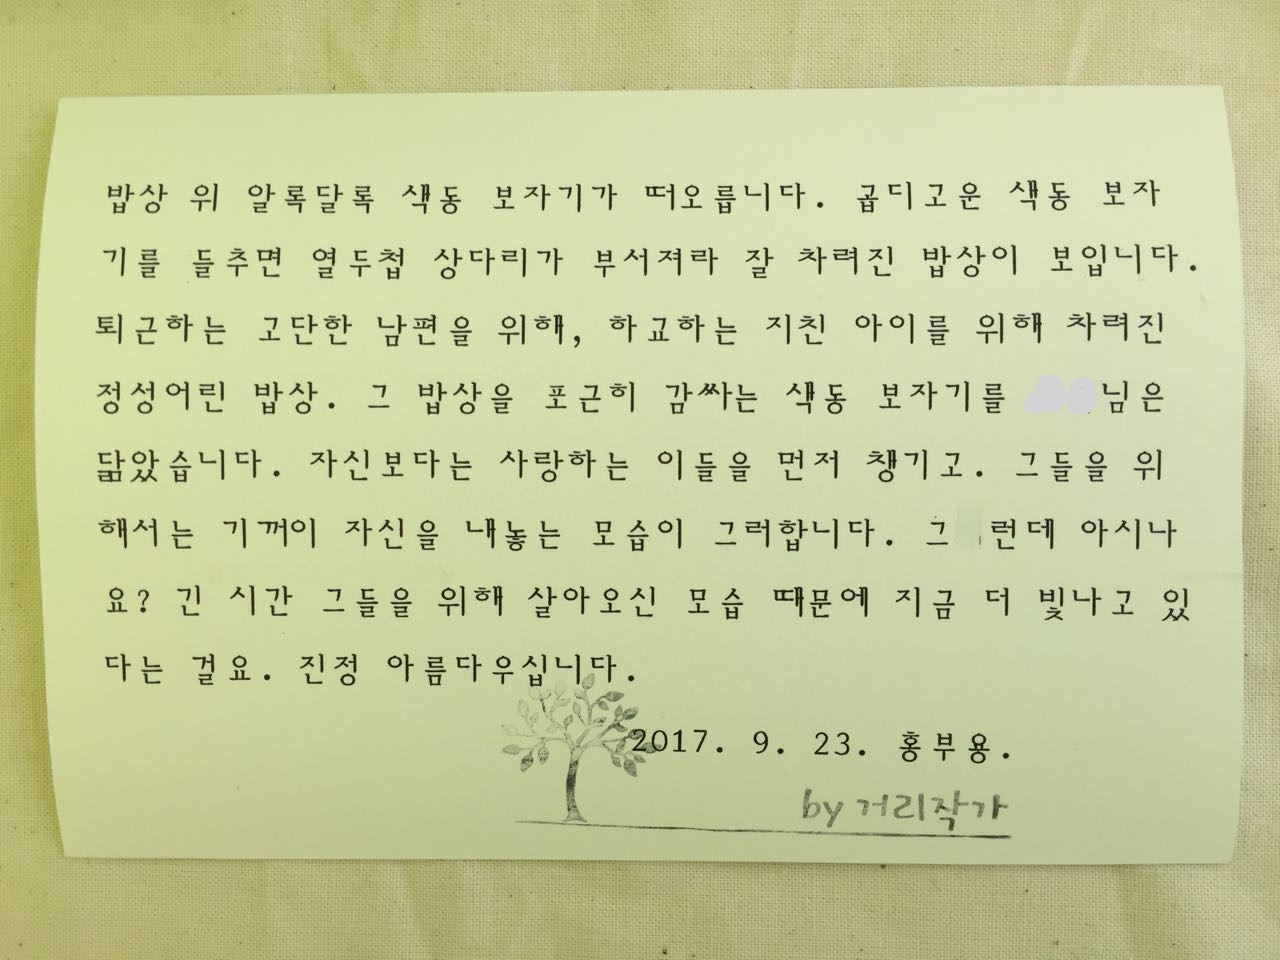 밥상 위 알록달록 색동 보자기가 떠오릅니다. 곱디고운 색동 보자
기를 들추면 열두첩 상다리가 부서져라 잘 차려진 밥상이 보입니다.
퇴근하는 고단한 남편을 위해, 하교하는 지친 아이를 위해 차려진
정성어린 밥상. 그 밥상을 포근히 감싸는 색동 보자기를 님은
닮았습니다. 자신보다는 사랑하는 이들을 먼저 챙기고. 그들을 위
해서는 기꺼이 자신을 내놓는 모습이 그러합니다. 그 런데 아시나
요? 긴 시간 그들을 위해 살아오신 모습 때문에 지금 더 빛나고 있
다는 걸요. 진정 아름다우십니다.
2017. 9. 23. 홍부용.
by 거리작가